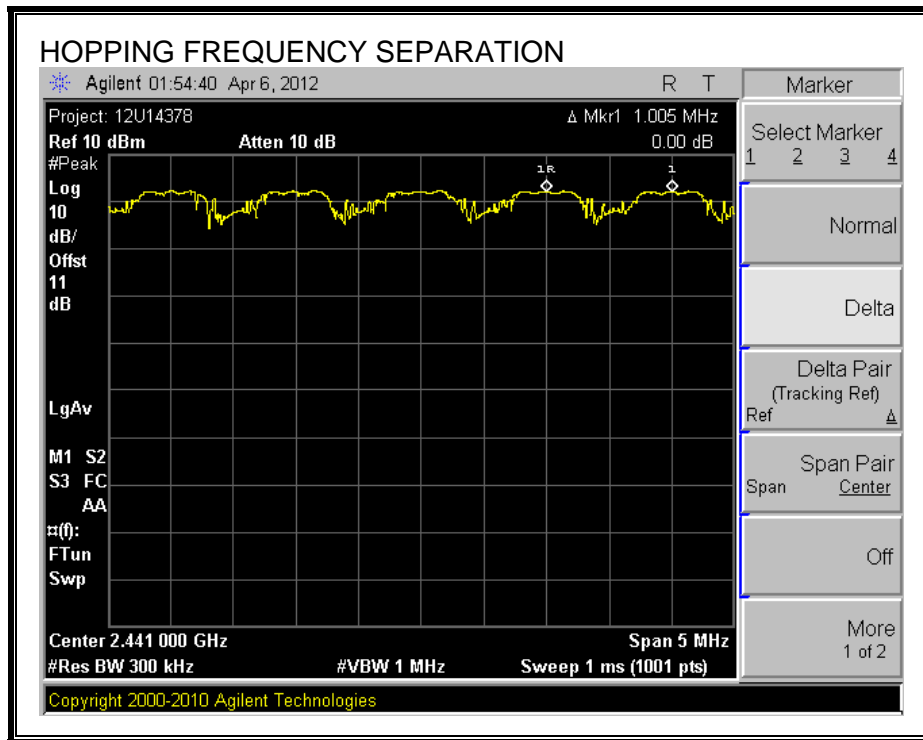 HOPPING FREQUENCY SEPARATION
Agilent 01:54:40 Apr 6, 2012 R T
Project: 12U14378 Δ Mkr1 1.005 MHz
Ref 10 dBm Atten 10 dB 0.00 dB
#Peak
Log
10
dB/
Offst
11
dB
LgAv
M1 S2
S3 FC
AA
¤(f):
FTun
Swp
1R 1
Center 2.441 000 GHz Span 5 MHz
#Res BW 300 kHz #VBW 1 MHz Sweep 1 ms (1001 pts)
Copyright 2000-2010 Agilent Technologies
Marker
Select Marker
1 2 3 4
Normal
Delta
Delta Pair
(Tracking Ref)
Ref Δ
Span Pair
Span Center
Off
More
1 of 2